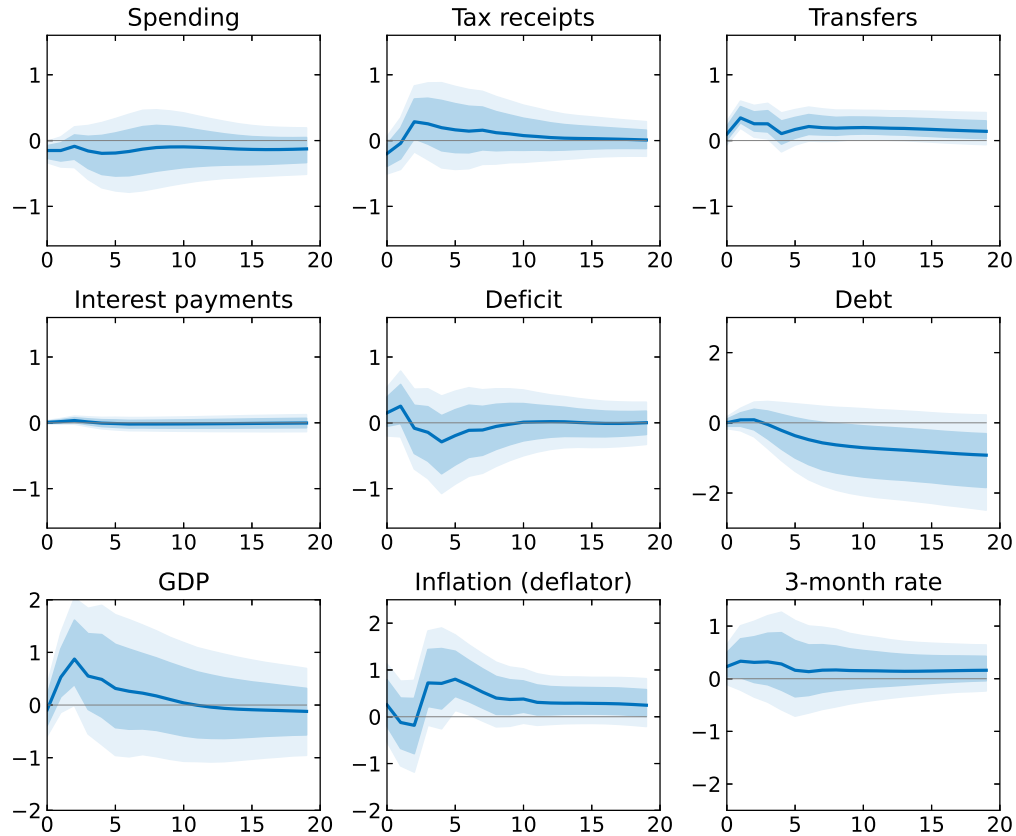 Spending Tax receipts Transfers
1 1 1
0 0 0
−1 −1 −1
0 5 10 15 20 0 5 10 15 20 0 5 10 15 20
Interest payments Deficit Debt
1 1 2
0 0 0
−1 −1 −2
0 5 10 15 20 0 5 10 15 20 0 5 10 15 20
GDP Inflation (deflator) 3-month rate
2 2 2
1 1 1
0 0 0
−1 −1 −1
−2 −2 −2
0 5 10 15 20 0 5 10 15 20 0 5 10 15 20